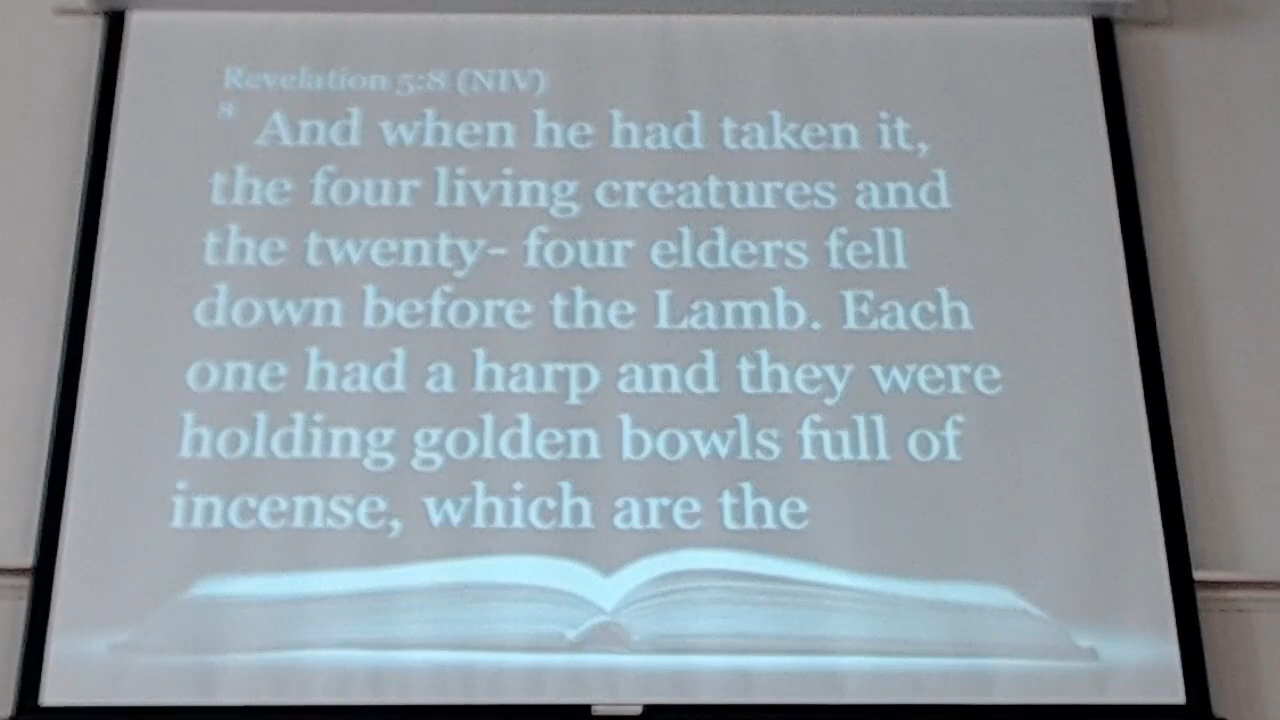 Revelation 5:8 (NIV)
8 And when he had taken it,
the four living creatures and
the twenty- four elders fell
down before the Lamb. Each
one had a harp and they were
holding golden bowls full of
incense, which are the